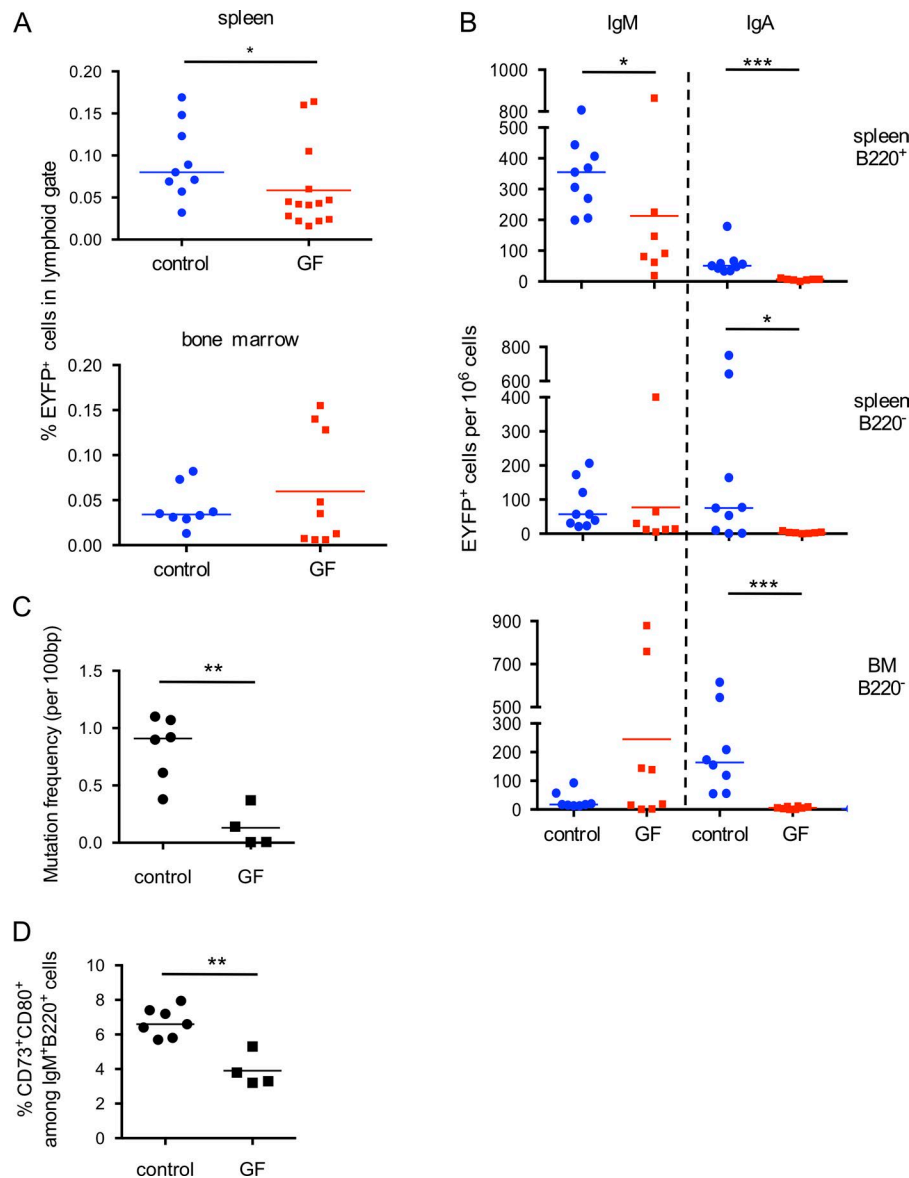 A
spleen
*
% EYFP⁺ cells in lymphoid gate
0.20
0.15
0.10
0.05
0.00
control GF
bone marrow
0.20
0.15
0.10
0.05
0.00
control GF
B
IgM IgA
EYFP⁺ cells per 10⁶ cells
* ***
1000
800
500
400
300
200
100
0
spleen
B220⁺
*
800
600
400
300
200
100
0
spleen
B220⁻
***
900
700
500
300
200
100
0
BM
B220⁻
control GF control GF
C
Mutation frequency (per 100bp)
**
1.5
1.0
0.5
0.0
control GF
D
% CD73⁺CD80⁺
among IgM⁺B220⁺ cells
**
10
8
6
4
2
0
control GF